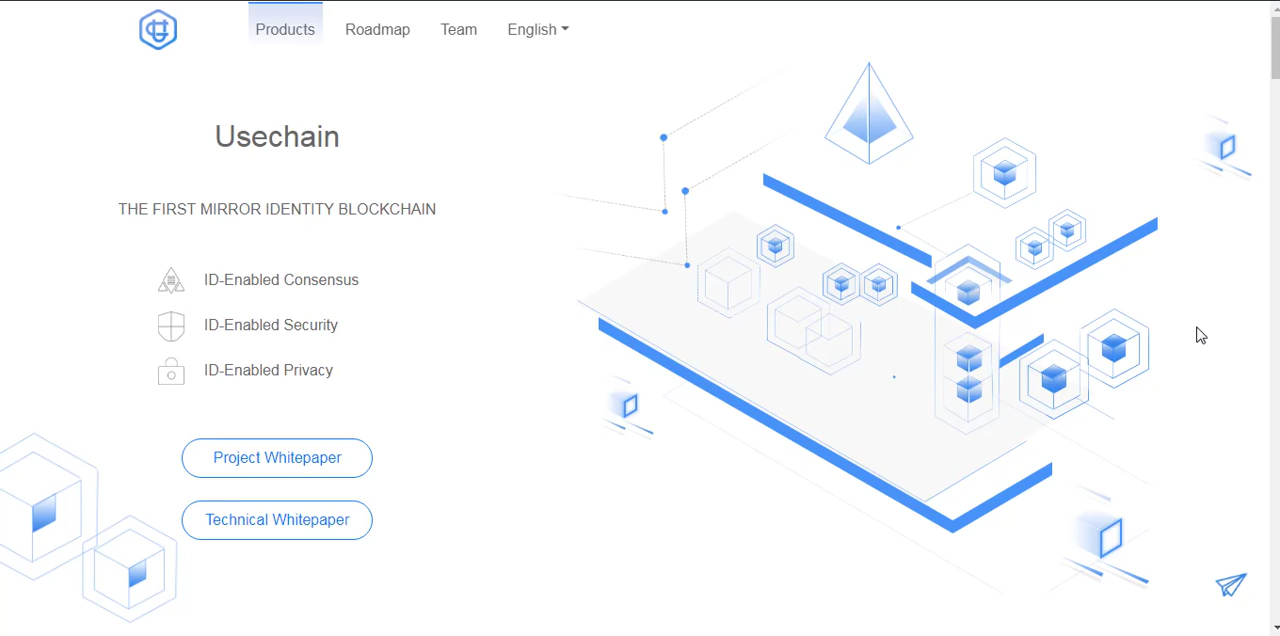 Products
Roadmap
Team
English
Usechain
THE FIRST MIRROR IDENTITY BLOCKCHAIN
ID-Enabled Consensus
ID-Enabled Security
ID-Enabled Privacy
Project Whitepaper
Technical Whitepaper